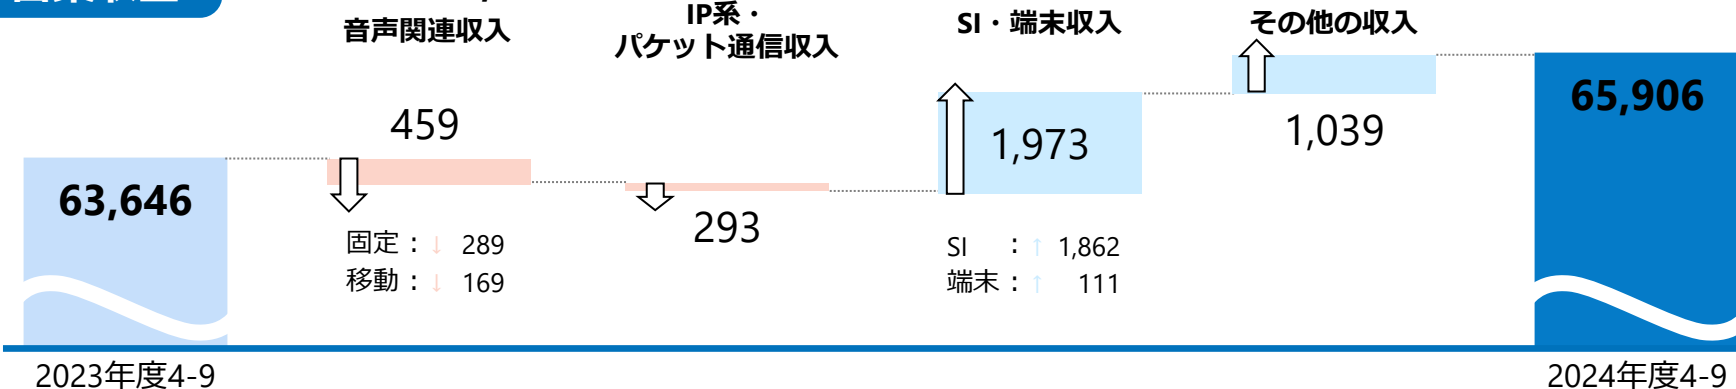 音声関連収入
IP系・
パケット通信収入
SI・端末収入
その他の収入
63,646
459
固定：↓ 289
移動：↓ 169
293
1,973
SI ：↑ 1,862
端末：↑ 111
1,039
65,906
2023年度4-9
2024年度4-9